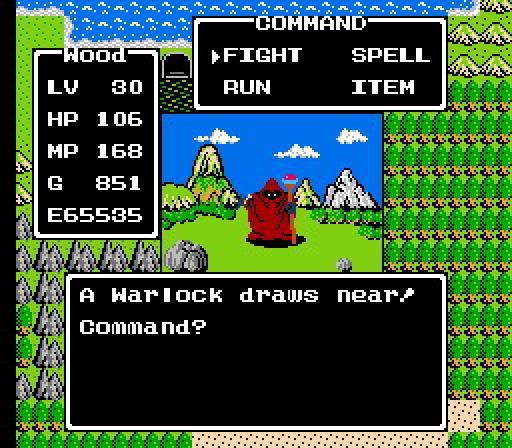 COMMAND
FIGHT SPELL
RUN ITEM
Wood
LV 30
HP 106
MP 168
G 851
E65535
A Warlock draws near!
Command?